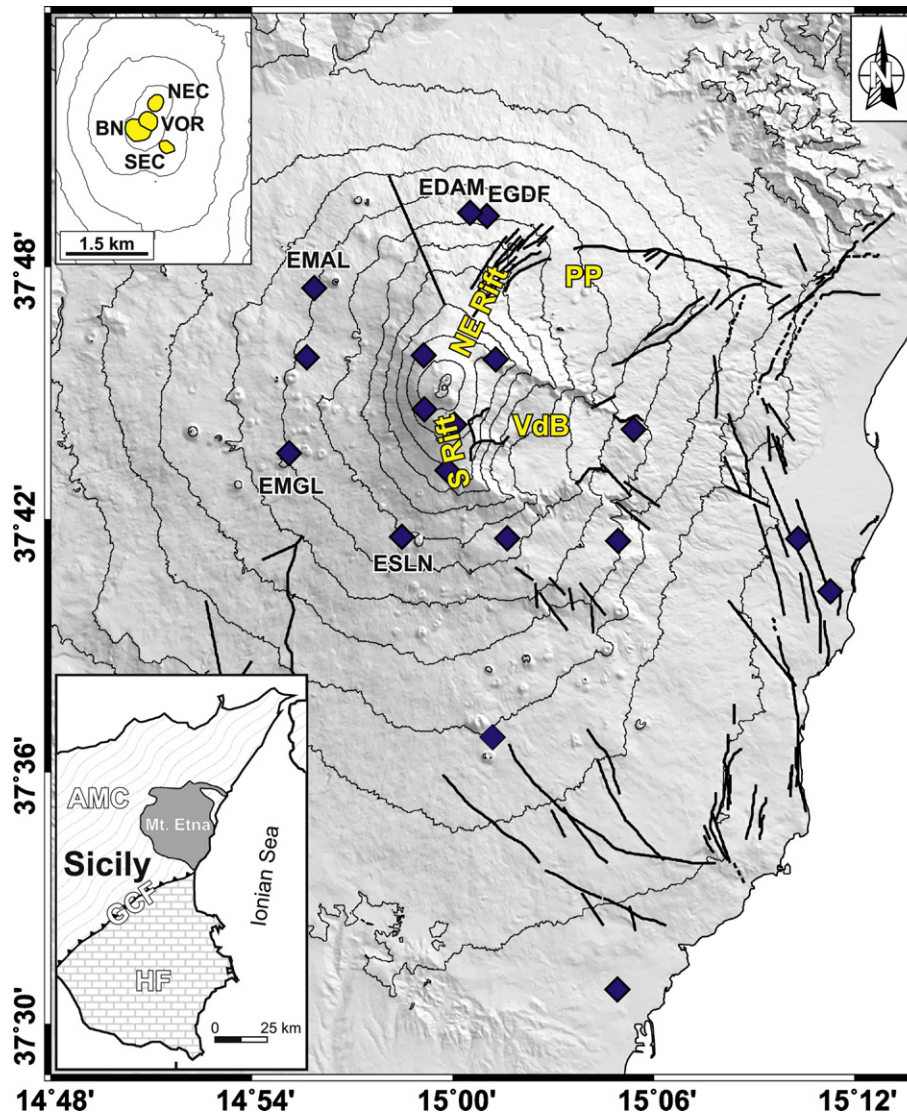 NEC
BN
VOR
SEC
1.5 km
N
EDAM
EGDF
EMAL
PP
NE Rift
VdB
S Rift
EMGL
ESLN
AMC
Mt. Etna
Sicily
GCF
Ionian Sea
HF
0 25 km
37°48'
37°42'
37°36'
37°30'
14°48'
14°54'
15°00'
15°06'
15°12'